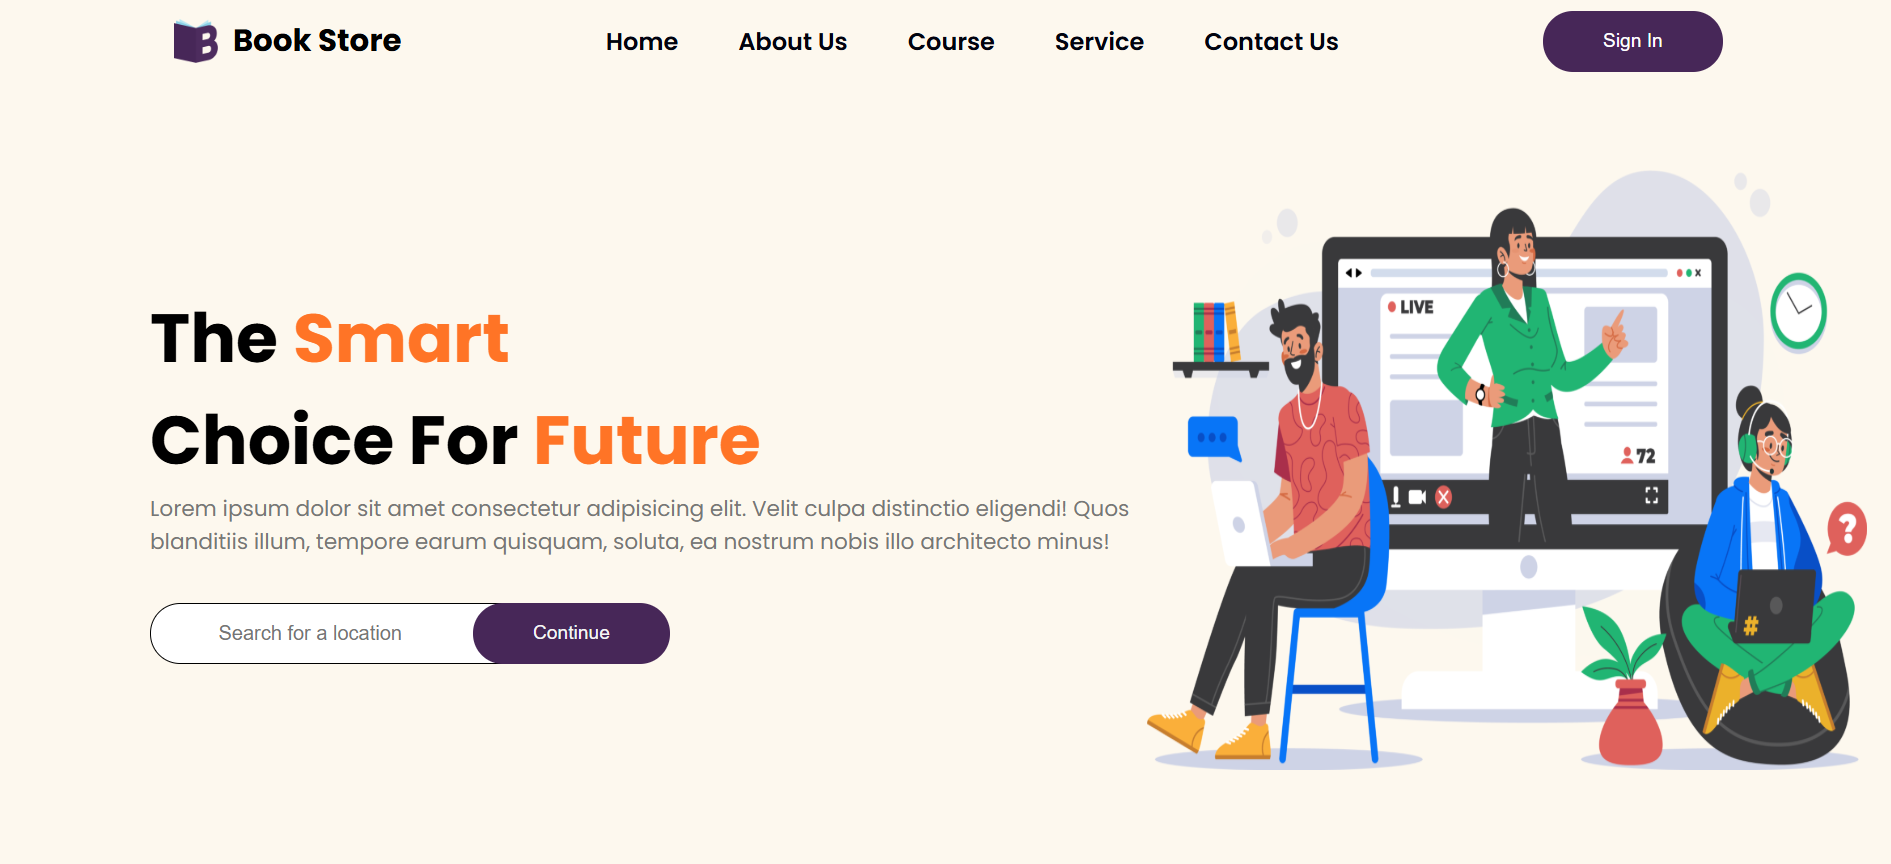 Book Store
Home
About Us
Course
Service
Contact Us
Sign In
The Smart
Choice For Future
Lorem ipsum dolor sit amet consectetur adipisicing elit. Velit culpa distinctio eligendi! Quos
blanditiis illum, tempore earum quisquam, soluta, ea nostrum nobis illo architecto minus!
Search for a location
Continue
LIVE
72
#
?